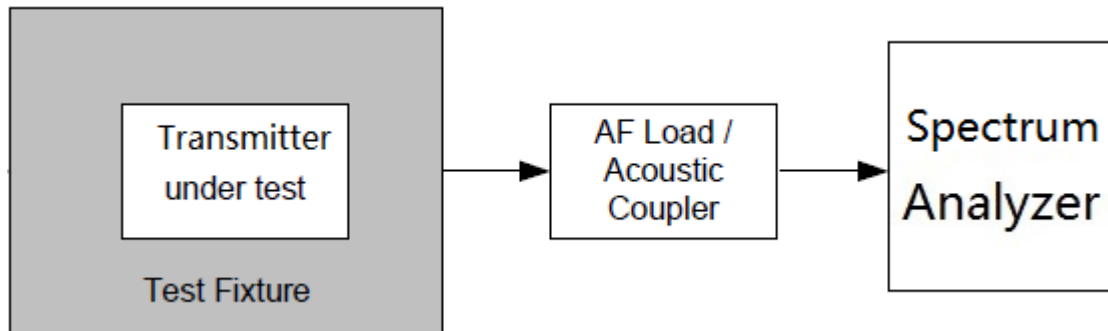 Transmitter
under test
Test Fixture
AF Load /
Acoustic
Coupler
Spectrum
Analyzer